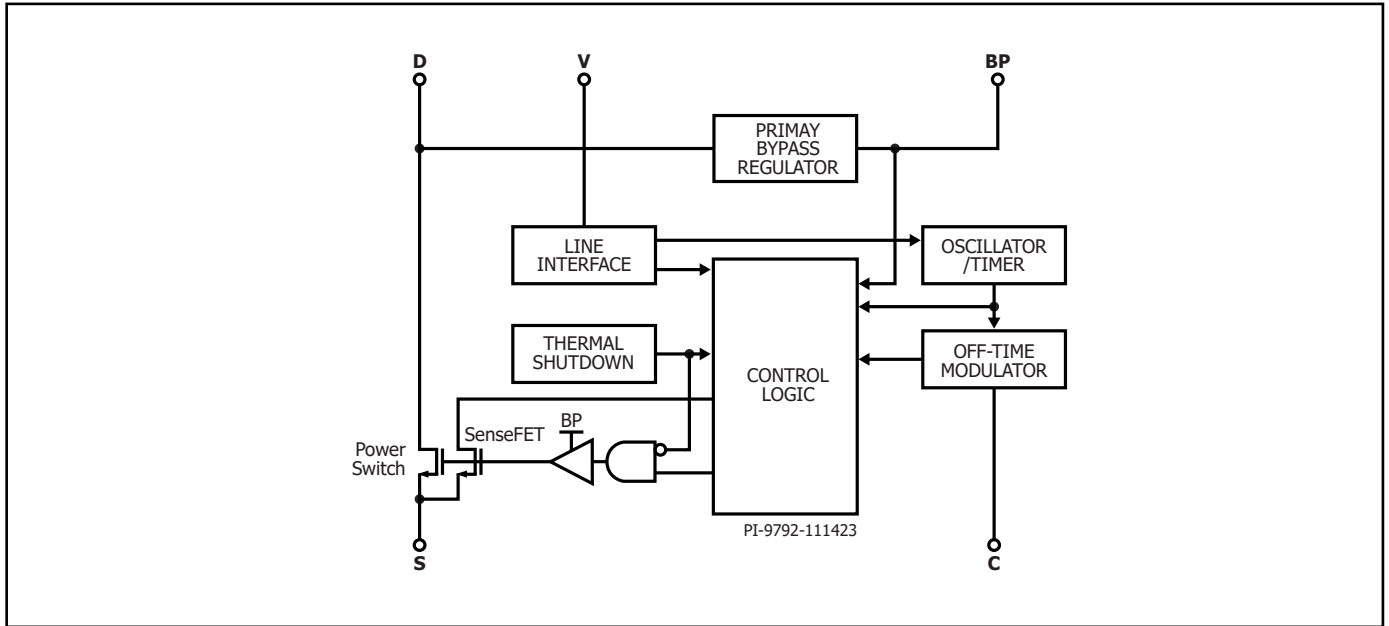 D
V
BP
PRIMAY
BYPASS
REGULATOR
LINE
INTERFACE
OSCILLATOR
/TIMER
THERMAL
SHUTDOWN
CONTROL
LOGIC
OFF-TIME
MODULATOR
BP
SenseFET
Power
Switch
PI-9792-111423
S
C